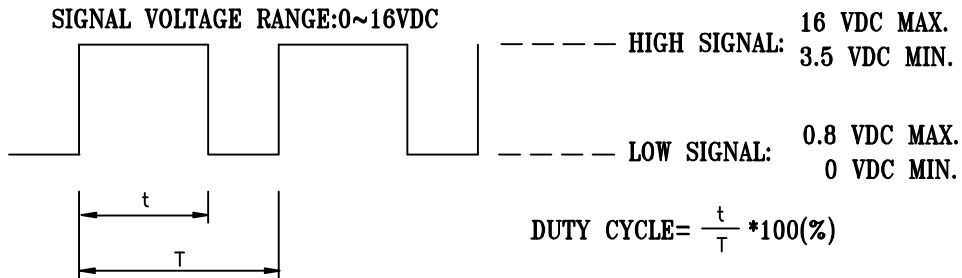 SIGNAL VOLTAGE RANGE:0~16VDC
HIGH SIGNAL: 16 VDC MAX.
3.5 VDC MIN.
LOW SIGNAL: 0.8 VDC MAX.
0 VDC MIN.
t
T
DUTY CYCLE= t/T *100(%)